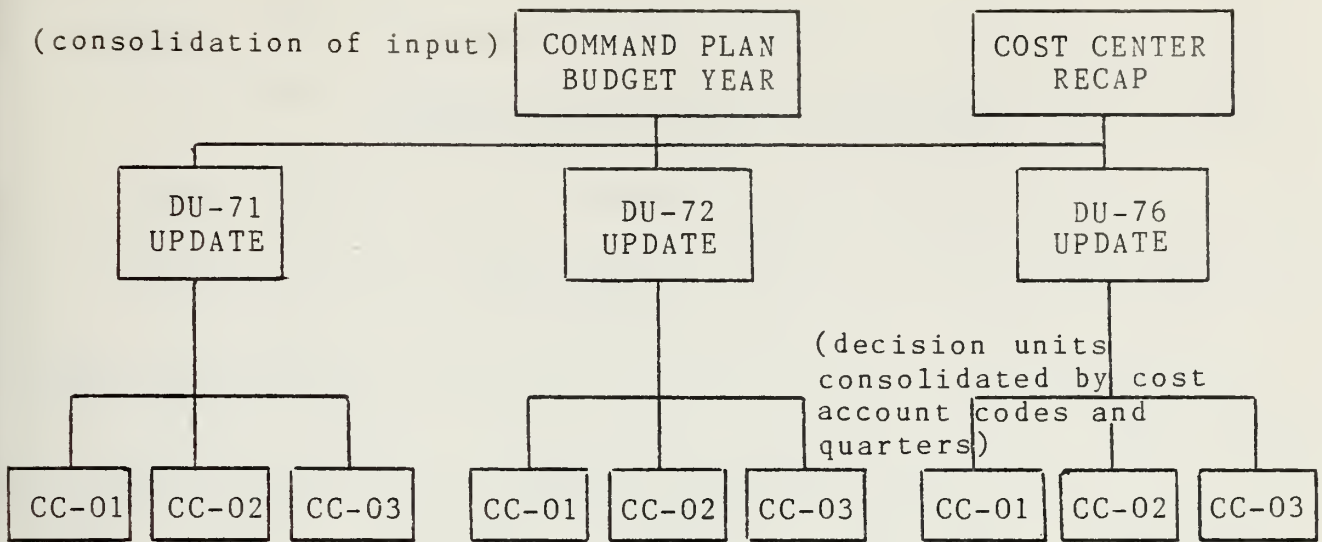 (consolidation of input)
COMMAND PLAN
BUDGET YEAR
COST CENTER
RECAP
DU-71
UPDATE
DU-72
UPDATE
DU-76
UPDATE
(decision units
consolidated by cost
account codes and
quarters)
CC-01
CC-02
CC-03
CC-01
CC-02
CC-03
CC-01
CC-02
CC-03